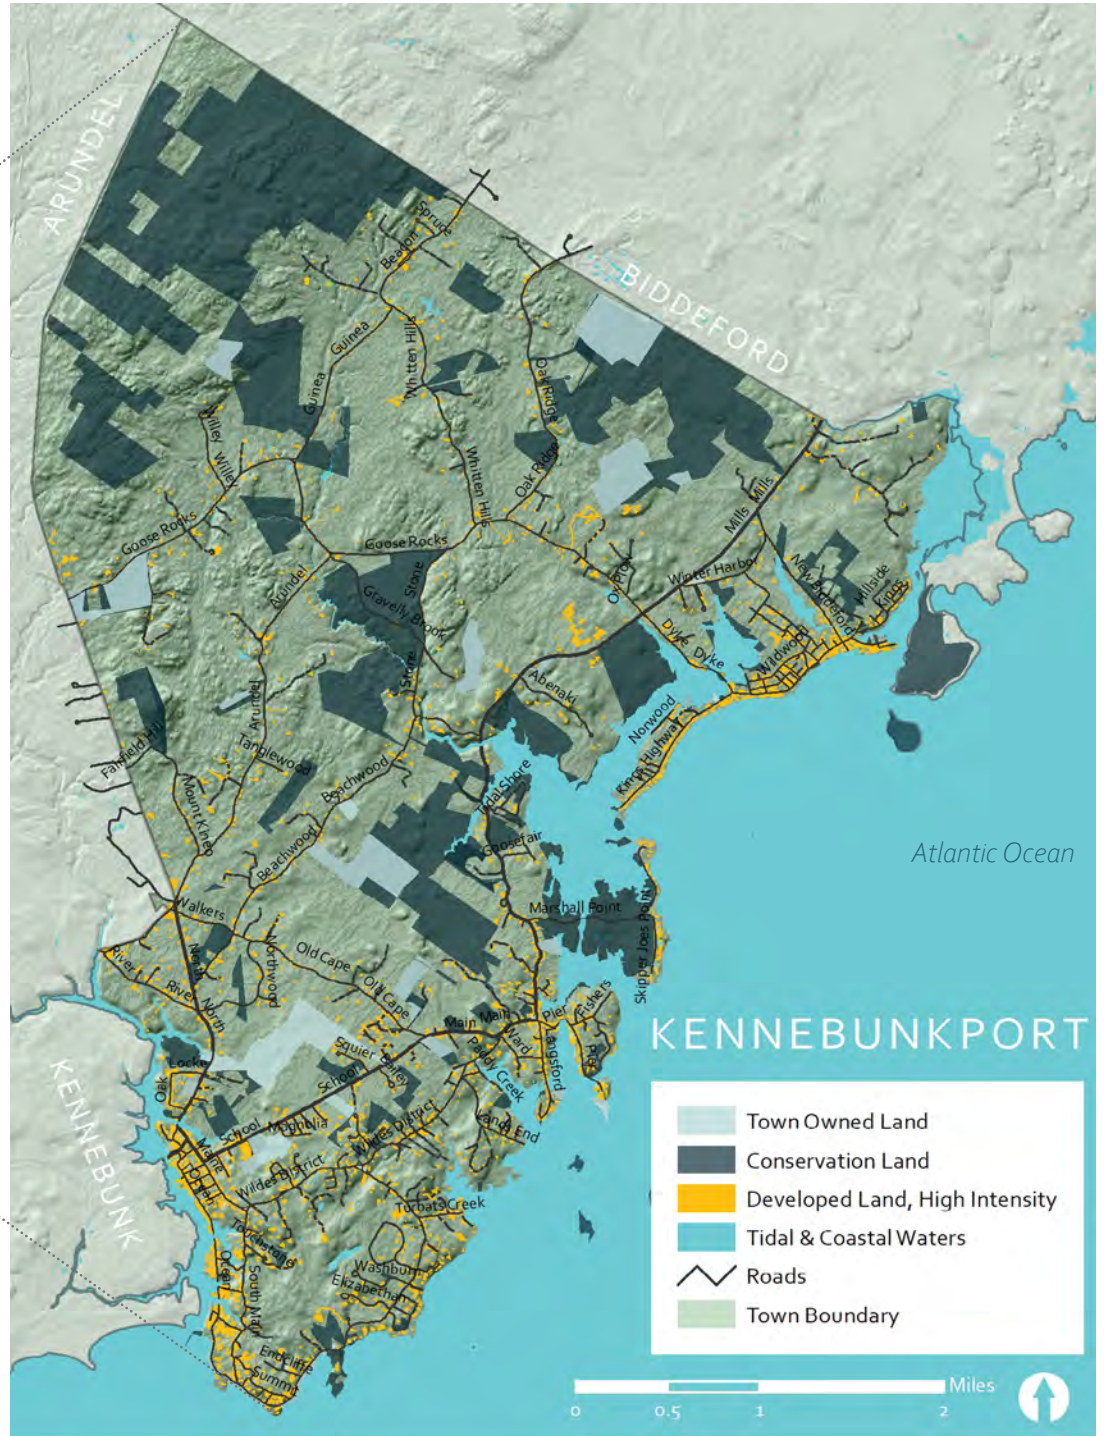 ARUNDEL
BIDDEFORD
Spruce
Beacon
Guinea
Guinea
Whitten Hills
Oak Ridge
Willey
Willey
Whitten Hills
Oak Ridge
Mills
Mills
Goose Rocks
Goose Rocks
Arundel
Stone
Gravelly Brook
Winter Harbor
New Biddeford
Hillside
Kings
Wildwood
Dyke
Dyke
Stone
Abenaki
Norwood
Kings Highway
Arundel
Tanglewood
Fairfield Hill
Mount Kineo
Beachwood
Tidal Shore
Beachwood
Goosefair
Atlantic Ocean
Walkers
Marshall Point
Skipper Joes Point
North
Northwood
Old Cape
Old Cape
River
River
North
Main
Main
Pier
Fishers
Ward
Langsford
Paddy Creek
Squier
Bailey
Locke
Oak
School
School
Magnolia
Lands End
Maine
Wildes District
Wildes District
Ocean
Turbats Creek
Touchstone
Ocean
South Main
Washburn
Elizabethan
Endcliffe
Summit
KENNEBUNK
KENNEBUNKPORT
Town Owned Land
Conservation Land
Developed Land, High Intensity
Tidal & Coastal Waters
Roads
Town Boundary
Miles
0 0.5 1 2